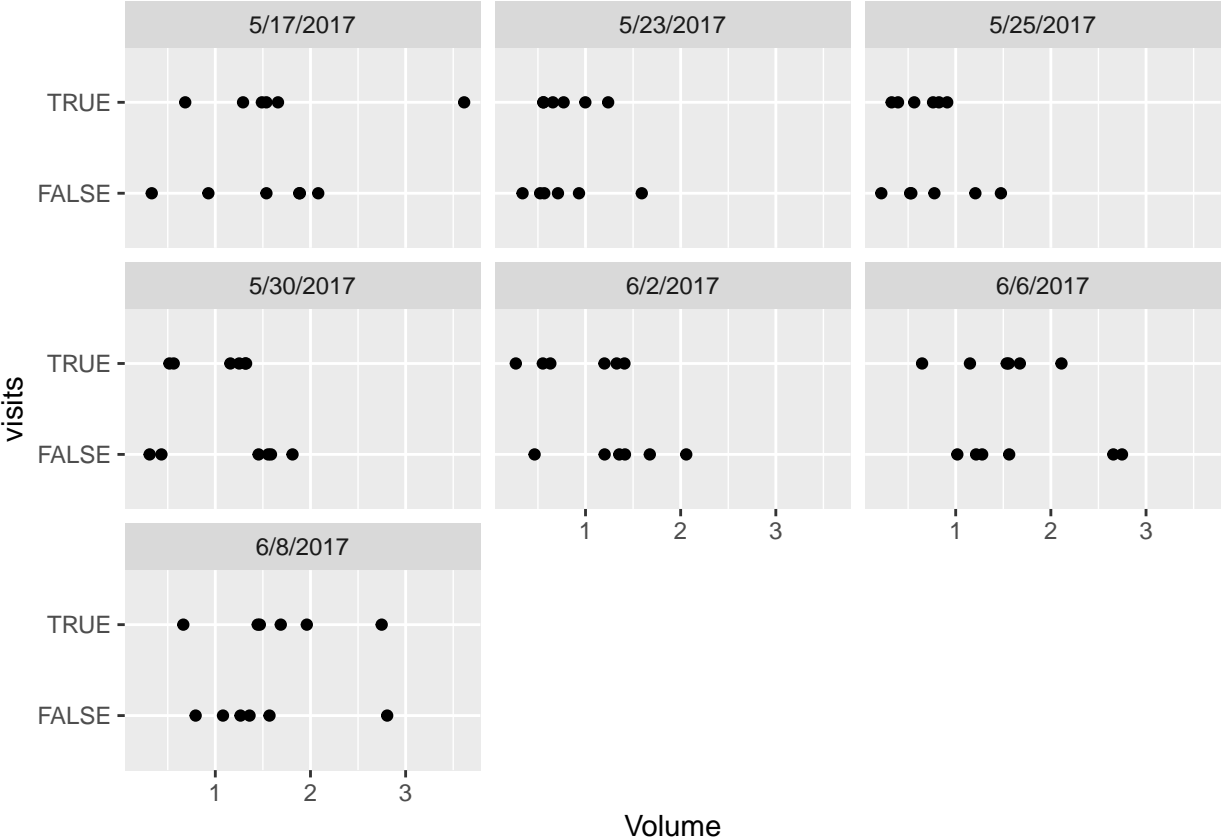 5/17/2017 5/23/2017 5/25/2017
TRUE
FALSE
5/30/2017 6/2/2017 6/6/2017
TRUE
FALSE
visits
1 2 3 1 2 3
6/8/2017
TRUE
FALSE
1 2 3
Volume